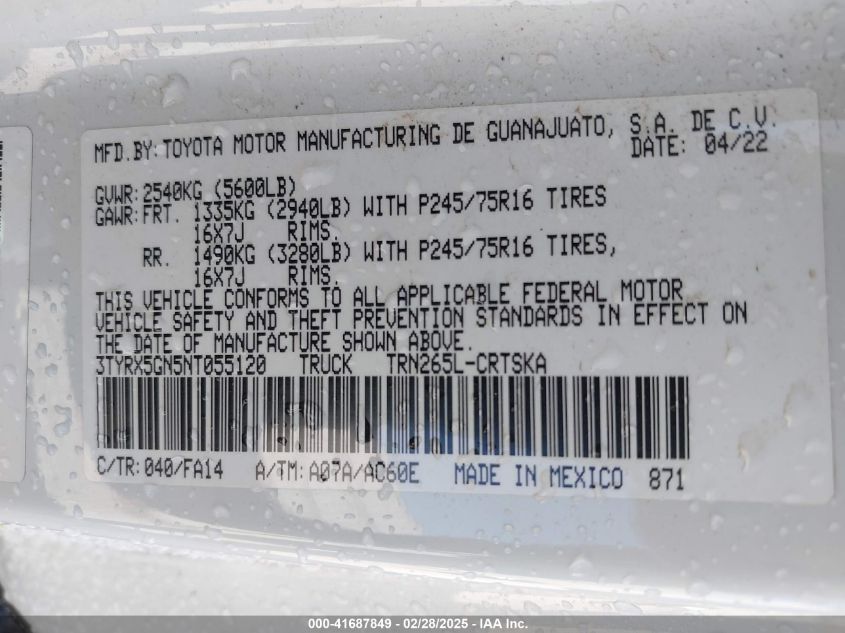 MFD.BY:TOYOTA MOTOR MANUFACTURING DE GUANAJUATO, S.A. DE C.V.
DATE: 04/22
GVWR:2540KG (5600LB)
GAWR:FRT. 1335KG (2940LB) WITH P245/75R16 TIRES
16X7J RIMS.
RR. 1490KG (3280LB) WITH P245/75R16 TIRES,
16X7J RIMS.
THIS VEHICLE CONFORMS TO ALL APPLICABLE FEDERAL MOTOR
VEHICLE SAFETY AND THEFT PREVENTION STANDARDS IN EFFECT ON
THE DATE OF MANUFACTURE SHOWN ABOVE.
3TYRX5GN5NT055120 TRUCK TRN265L-CRTSKA
C/TR:040/FA14 A/TM:A07A/AC60E MADE IN MEXICO 871
000-41687849 - 02/28/2025 - IAA Inc.